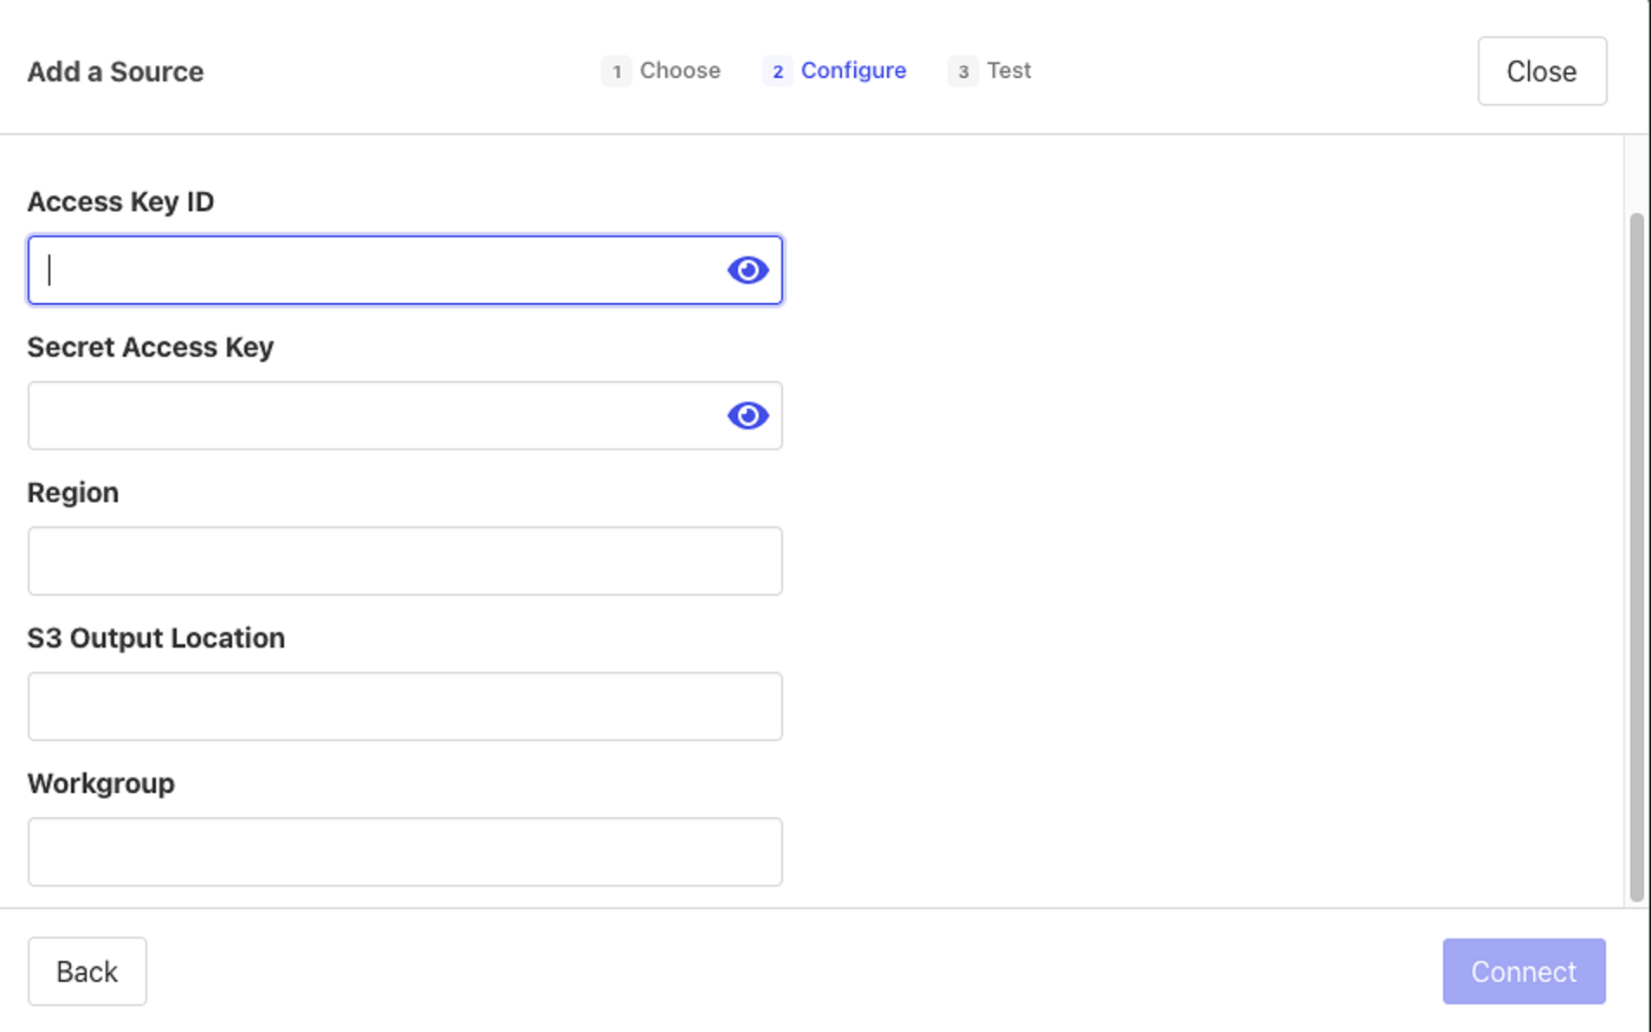 Add a Source
1 Choose 2 Configure 3 Test
Close
Access Key ID
Secret Access Key
Region
S3 Output Location
Workgroup
Back
Connect